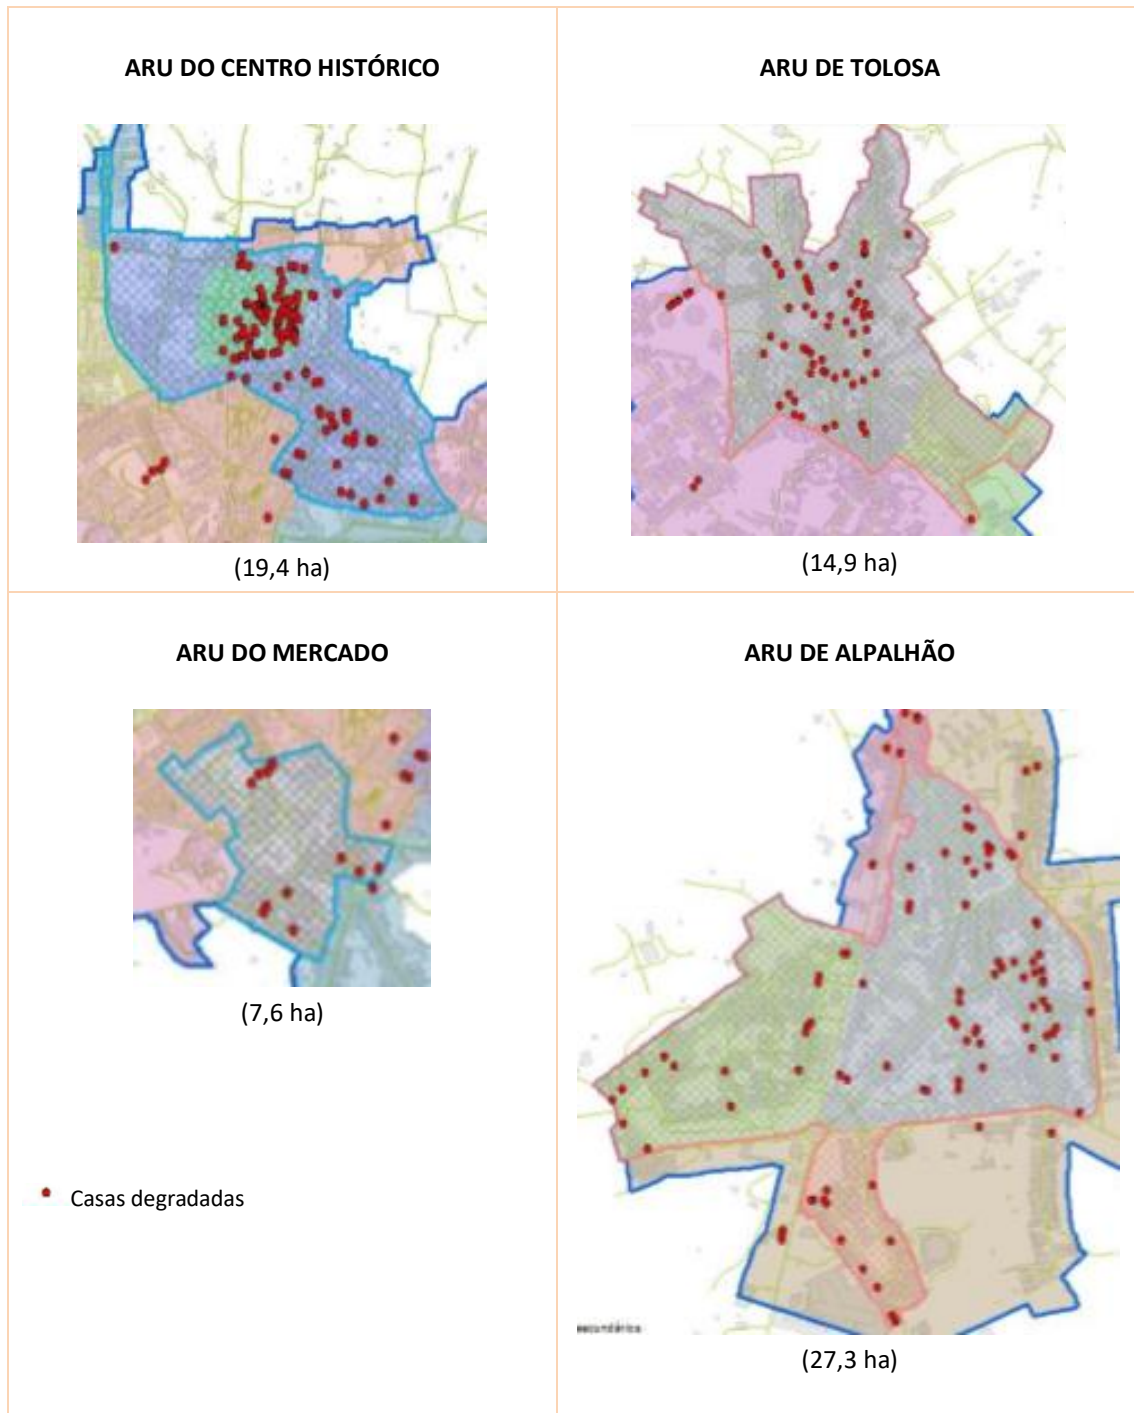 ARU DO CENTRO HISTÓRICO
(19,4 ha)
ARU DE TOLOSA
(14,9 ha)
ARU DO MERCADO
(7,6 ha)
Casas degradadas
ARU DE ALPALHÃO
secundários
(27,3 ha)